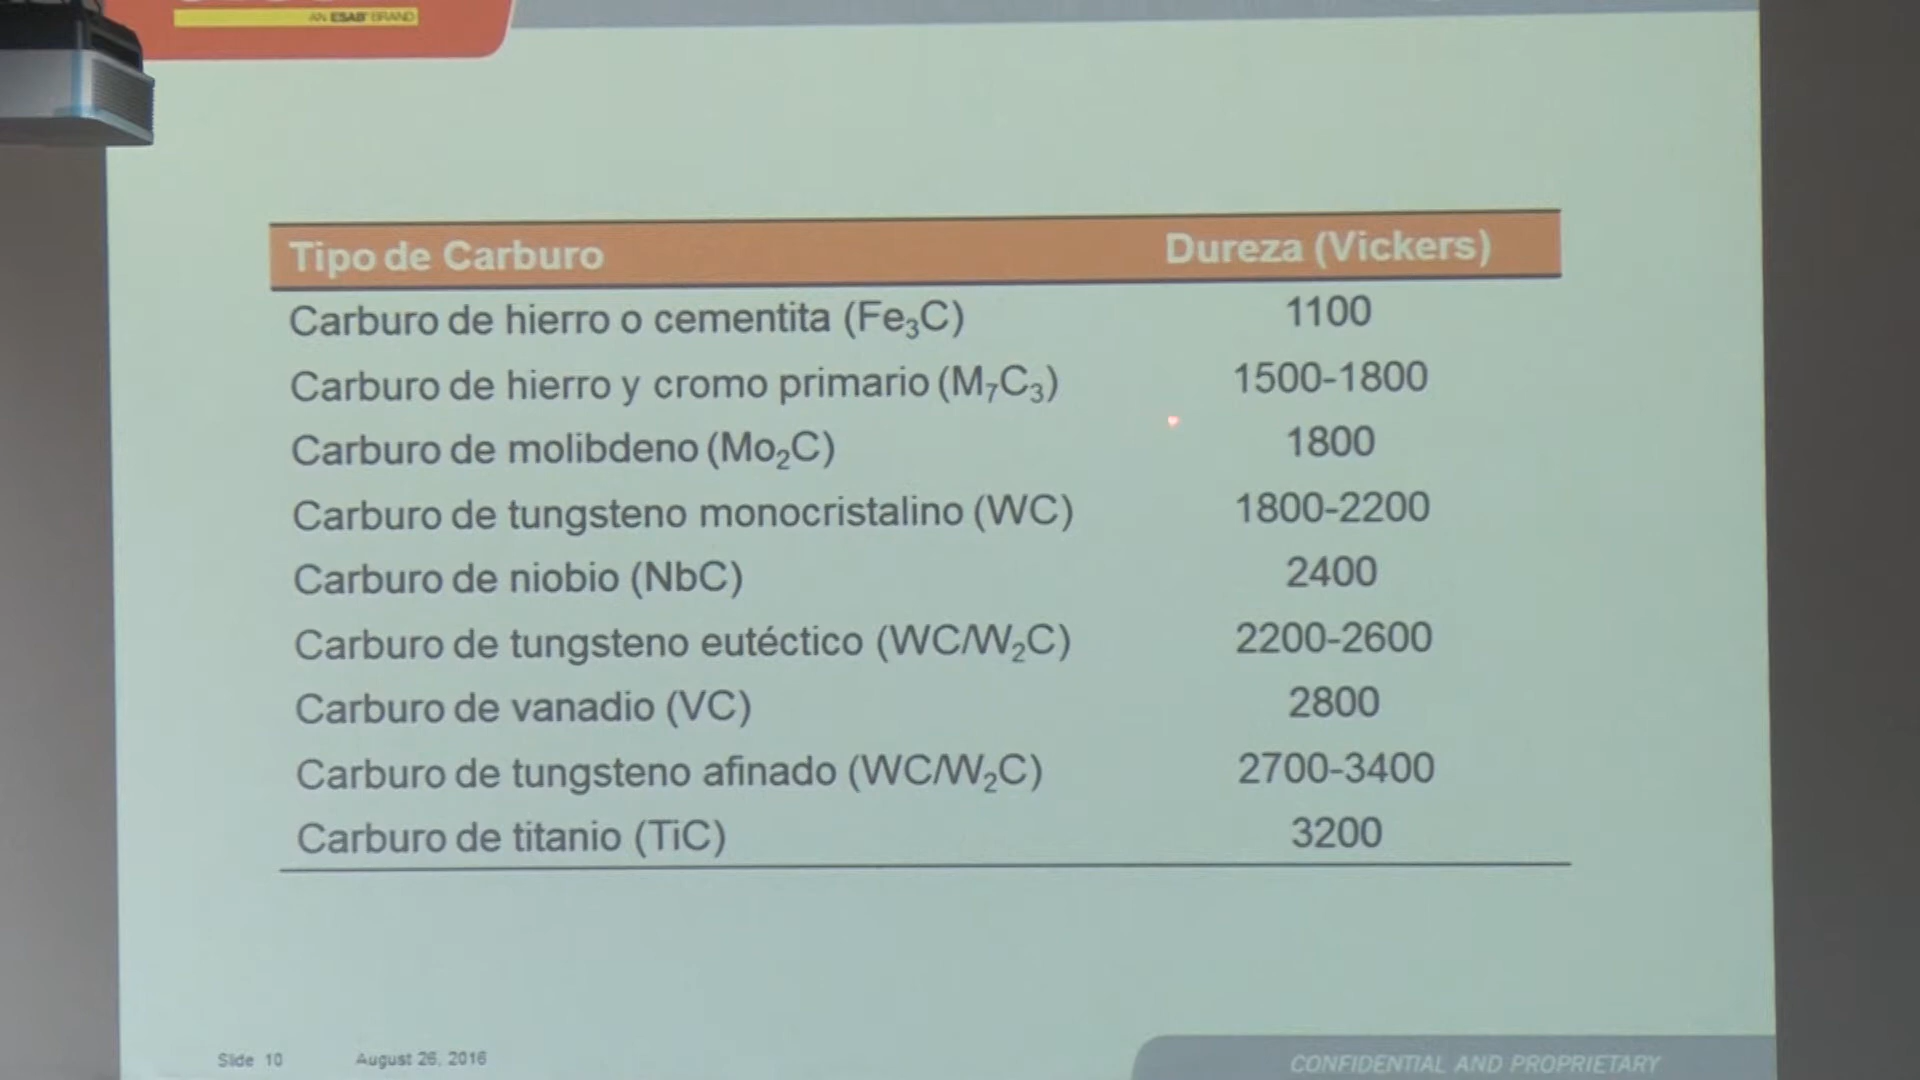 AN ESAB® BRAND
Tipo de Carburo Dureza (Vickers)
Carburo de hierro o cementita (Fe₃C) 1100
Carburo de hierro y cromo primario (M₇C₃) 1500-1800
Carburo de molibdeno (Mo₂C) 1800
Carburo de tungsteno monocristalino (WC) 1800-2200
Carburo de niobio (NbC) 2400
Carburo de tungsteno eutéctico (WC/W₂C) 2200-2600
Carburo de vanadio (VC) 2800
Carburo de tungsteno afinado (WC/W₂C) 2700-3400
Carburo de titanio (TiC) 3200
Slide 10 August 26, 2016 CONFIDENTIAL AND PROPRIETARY